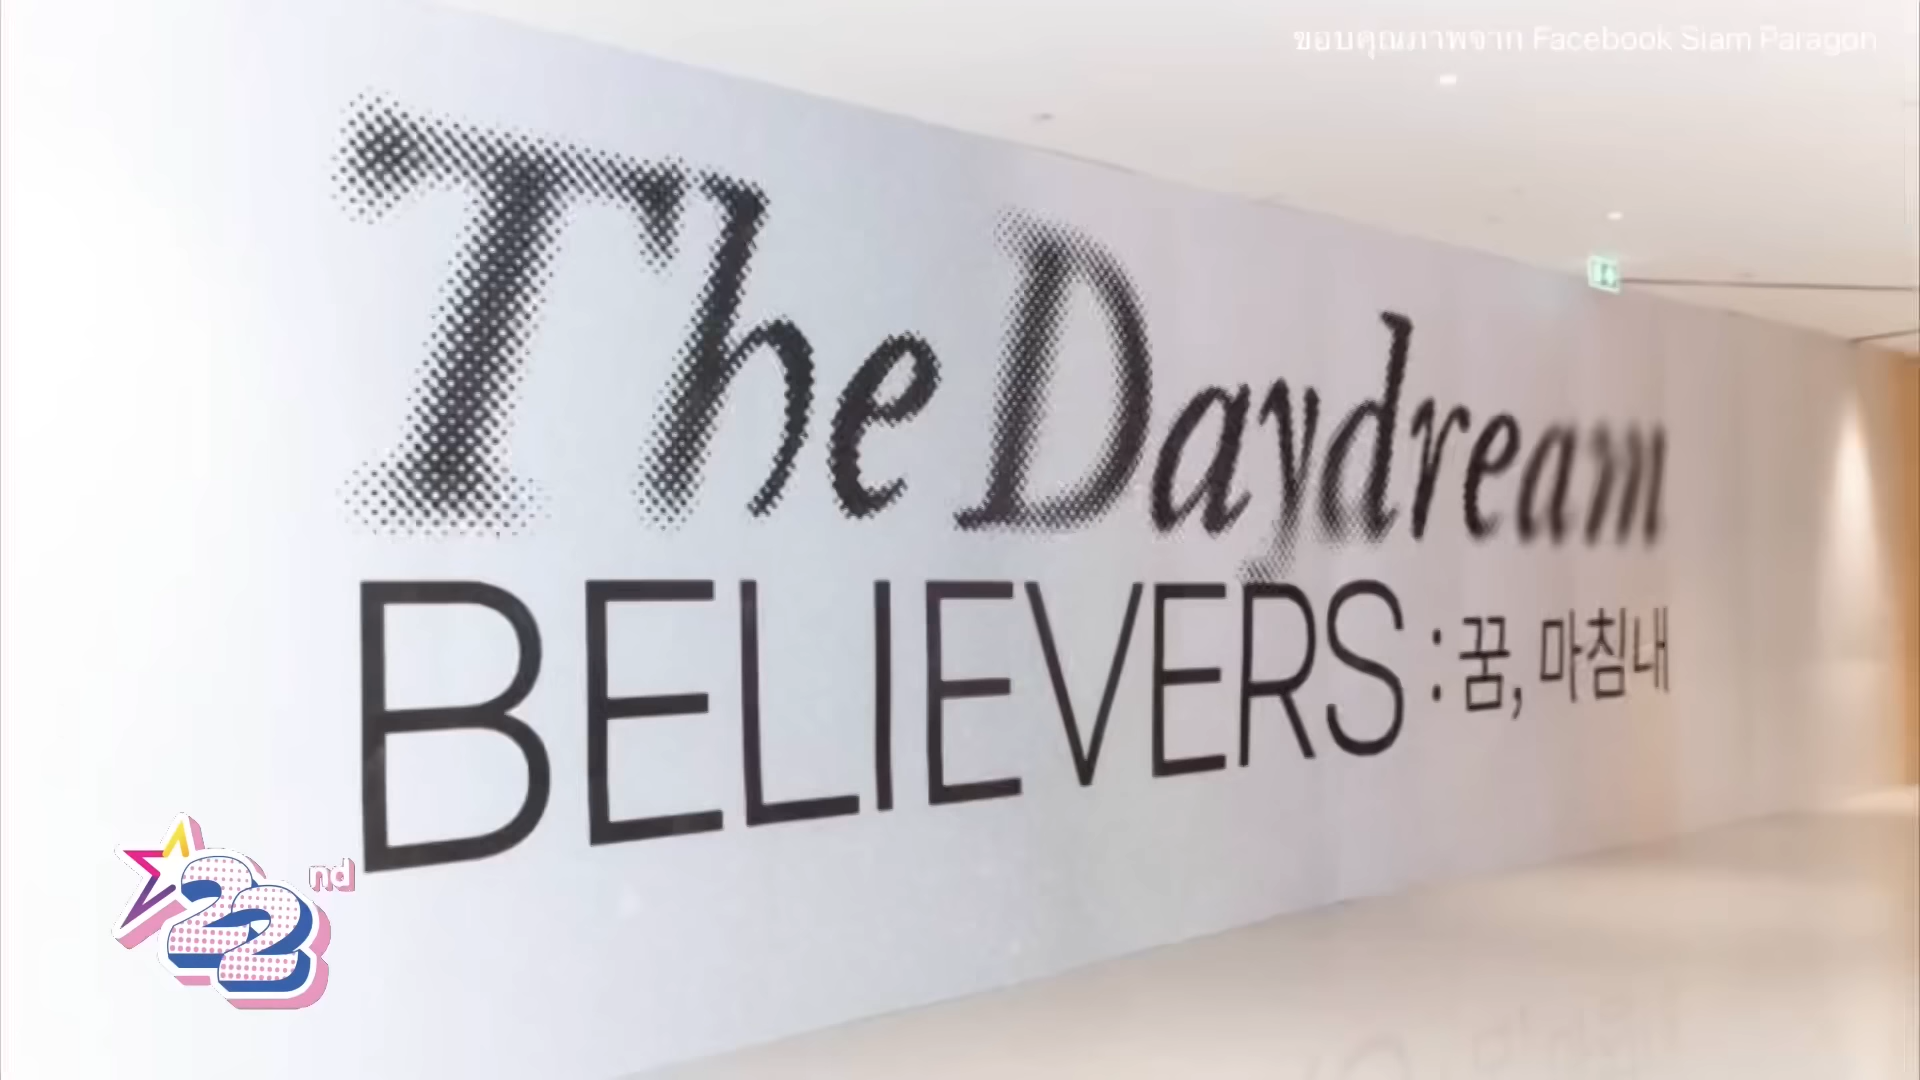 ขอบคุณภาพจาก Facebook Siam Paragon
The Daydream
BELIEVERS : 꿈, 마침내
22nd